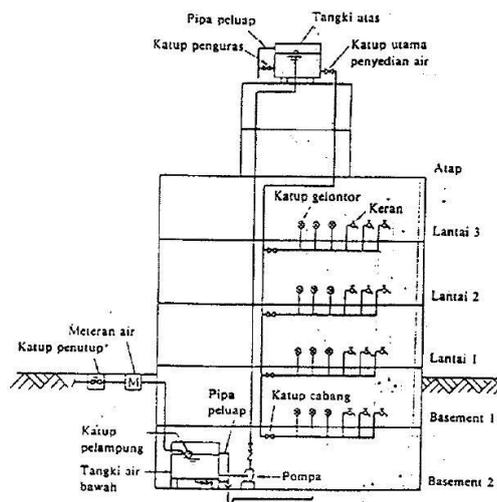 Pipa peluap
Tangki atas
Katup penguras
Katup utama
penyedian air
Atap
Katup gelontor
Keran
Lantai 3
Lantai 2
Meteran air
Katup penutup
M
Lantai 1
Pipa
peluap
Katup cabang
Basement 1
Katup
pelampung
Tangki air
bawah
Pompa
Basement 2